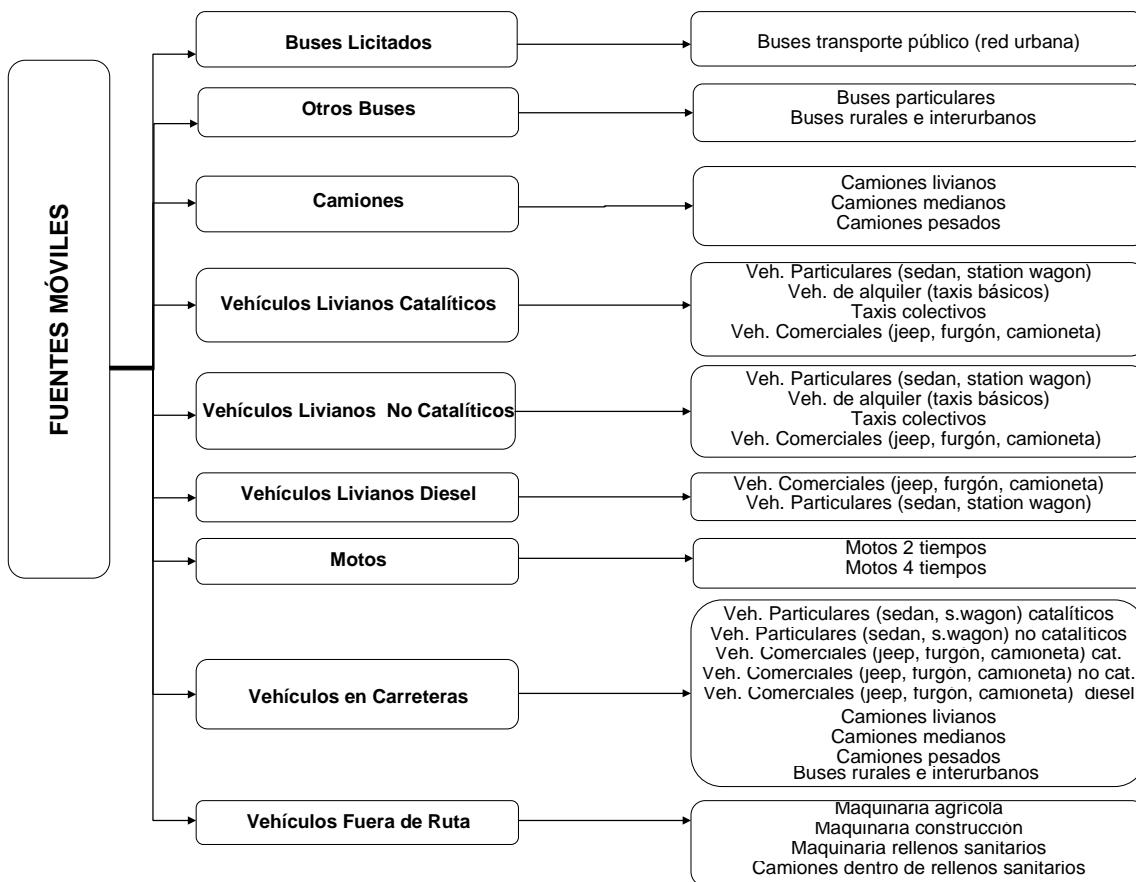 FUENTES MÓVILES
Buses Licitados
Buses transporte público (red urbana)
Otros Buses
Buses particulares
Buses rurales e interurbanos
Camiones
Camiones livianos
Camiones medianos
Camiones pesados
Vehículos Livianos Catalíticos
Veh. Particulares (sedan, station wagon)
Veh. de alquiler (taxis básicos)
Taxis colectivos
Veh. Comerciales (jeep, furgón, camioneta)
Vehículos Livianos No Catalíticos
Veh. Particulares (sedan, station wagon)
Veh. de alquiler (taxis básicos)
Taxis colectivos
Veh. Comerciales (jeep, furgón, camioneta)
Vehículos Livianos Diesel
Veh. Comerciales (jeep, furgón, camioneta)
Veh. Particulares (sedan, station wagon)
Motos
Motos 2 tiempos
Motos 4 tiempos
Vehículos en Carreteras
Veh. Particulares (sedan, s.wagon) catalíticos
Veh. Particulares (sedan, s.wagon) no catalíticos
Veh. Comerciales (jeep, furgón, camioneta) cat.
Veh. Comerciales (jeep, furgón, camioneta) no cat.
Veh. Comerciales (jeep, furgón, camioneta) diesel
Camiones livianos
Camiones medianos
Camiones pesados
Buses rurales e interurbanos
Vehículos Fuera de Ruta
Maquinaria agrícola
Maquinaria construcción
Maquinaria rellenos sanitarios
Camiones dentro de rellenos sanitarios